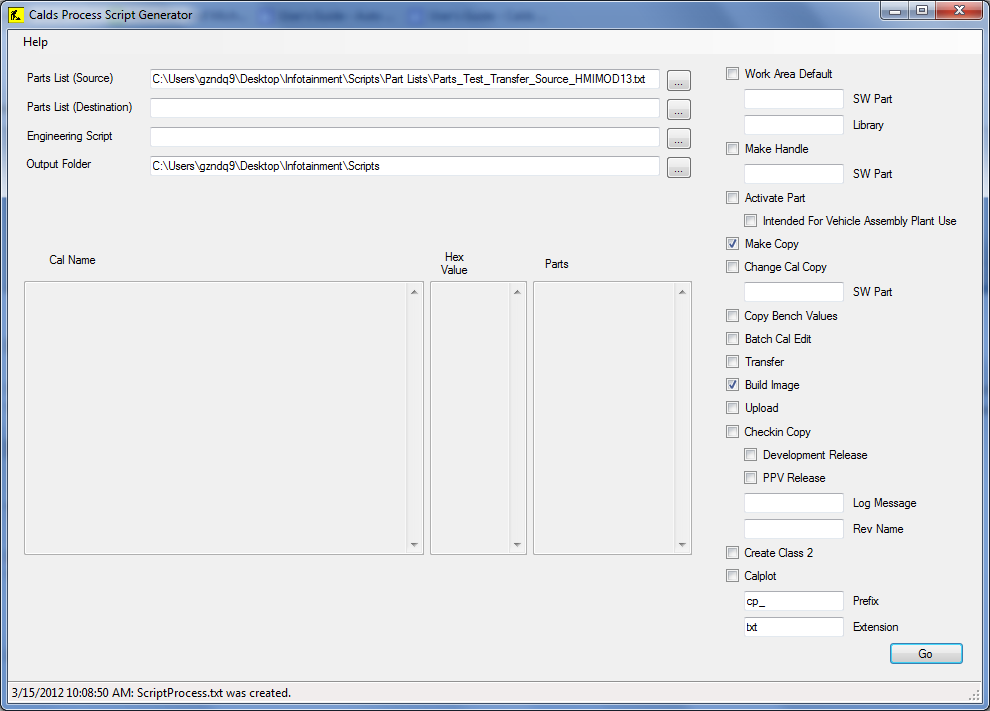 Calds Process Script Generator
Help
Parts List (Source)
C:\Users\gzndq9\Desktop\Infotainment\Scripts\Part Lists\Parts_Test_Transfer_Source_HMIMOD13.txt
...
Parts List (Destination)
...
Engineering Script
...
Output Folder
C:\Users\gzndq9\Desktop\Infotainment\Scripts
...
Cal Name
Hex
Value
Parts
Work Area Default
SW Part
Library
Make Handle
SW Part
Activate Part
Intended For Vehicle Assembly Plant Use
Make Copy
Change Cal Copy
SW Part
Copy Bench Values
Batch Cal Edit
Transfer
Build Image
Upload
Checkin Copy
Development Release
PPV Release
Log Message
Rev Name
Create Class 2
Calplot
cp_ Prefix
txt Extension
Go
3/15/2012 10:08:50 AM: ScriptProcess.txt was created.